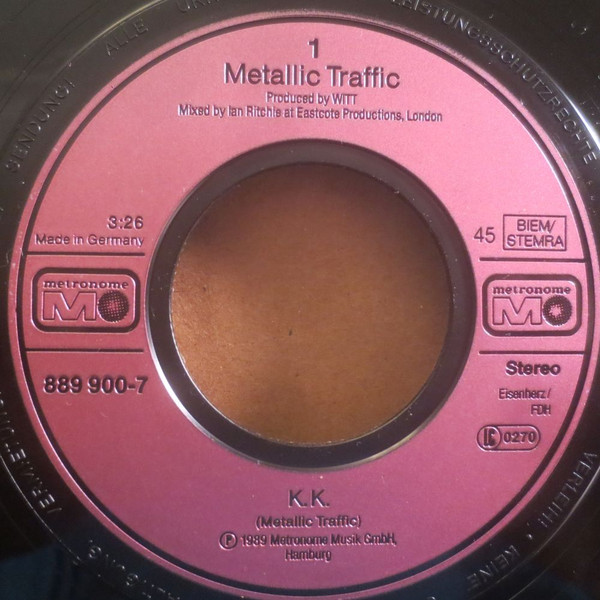 1
Metallic Traffic
Produced by WITT
Mixed by Ian Ritchie at Eastcote Productions, London
3:26
Made in Germany
45
BIEM/
STEMRA
metronome
M
metronome
M
889 900-7
Stereo
Eisenherz/
FDH
LC 0270
K.K.
(Metallic Traffic)
℗ 1989 Metronome Musik GmbH,
Hamburg
SENDUNG! ALLE
LEISTUNGSSCHUTZRECHTE
VERLEIH! · KEINE